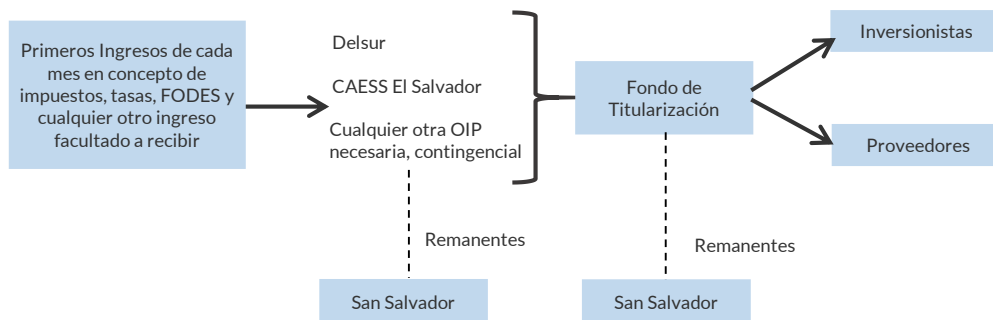 Primeros Ingresos de cada
mes en concepto de
impuestos, tasas, FODES y
cualquier otro ingreso
facultado a recibir
Delsur
CAESS El Salvador
Cualquier otra OIP
necesaria, contingencial
Fondo de
Titularización
Inversionistas
Proveedores
Remanentes
Remanentes
San Salvador
San Salvador